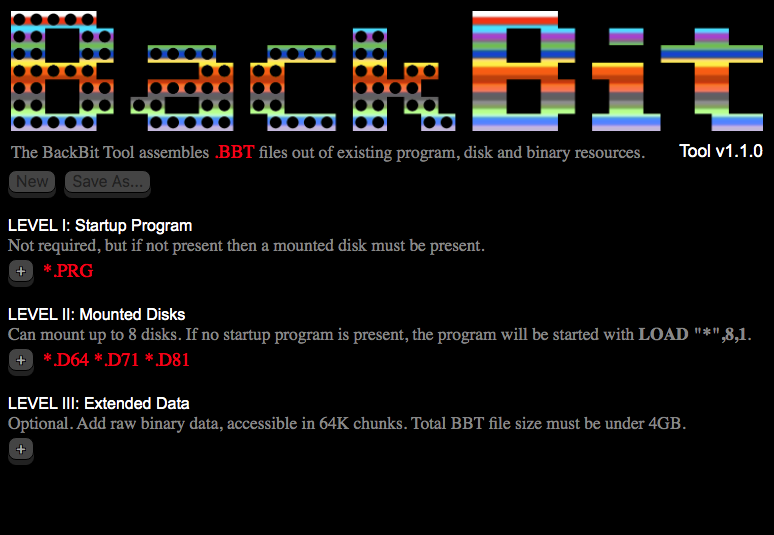 BackBit
The BackBit Tool assembles .BBT files out of existing program, disk and binary resources. Tool v1.1.0
New Save As...
LEVEL I: Startup Program
Not required, but if not present then a mounted disk must be present.
+ *.PRG
LEVEL II: Mounted Disks
Can mount up to 8 disks. If no startup program is present, the program will be started with LOAD "*",8,1.
+ *.D64 *.D71 *.D81
LEVEL III: Extended Data
Optional. Add raw binary data, accessible in 64K chunks. Total BBT file size must be under 4GB.
+